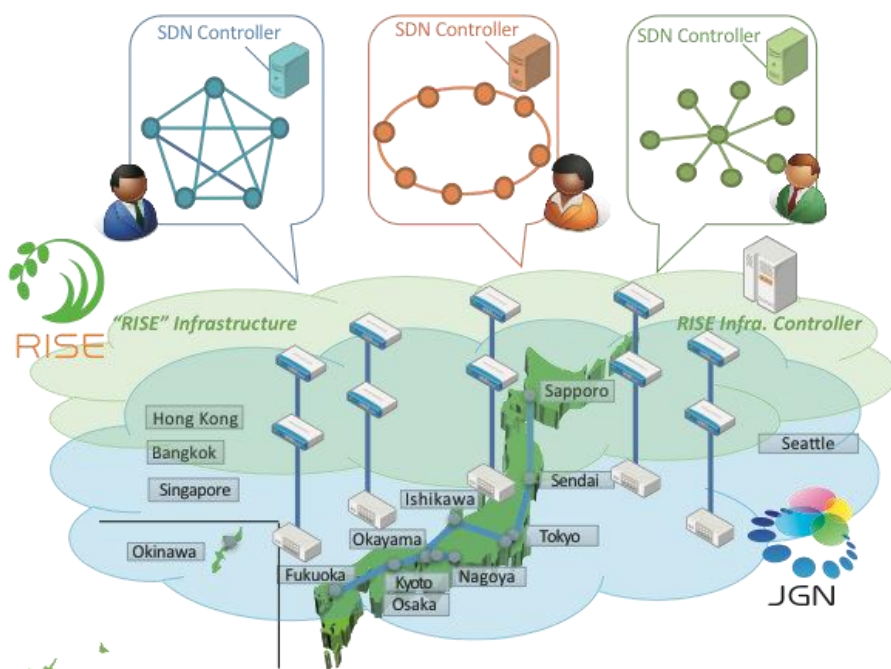 SDN Controller
SDN Controller
SDN Controller
RISE
"RISE" Infrastructure
RISE Infra. Controller
Sapporo
Hong Kong
Bangkok
Singapore
Seattle
Sendai
Ishikawa
Okayama
Tokyo
Okinawa
Fukuoka
Kyoto
Nagoya
Osaka
JGN